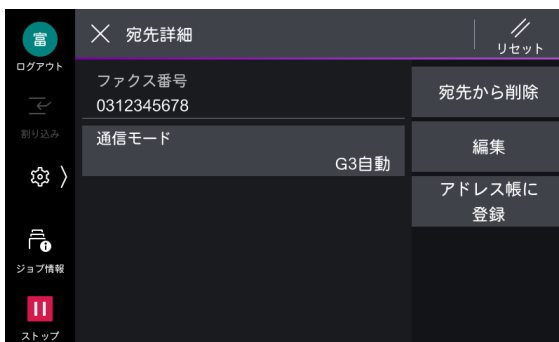 富
ログアウト
割り込み
ジョブ情報
ストップ
宛先詳細
リセット
ファクス番号
0312345678
通信モード
G3自動
宛先から削除
編集
アドレス帳に
登録